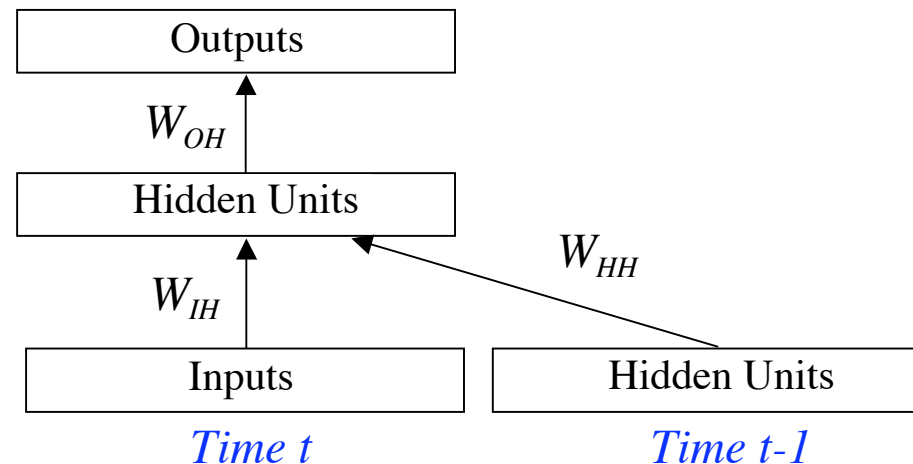 Outputs
W_OH
Hidden Units
W_HH
W_IH
Inputs Hidden Units
Time t Time t-1